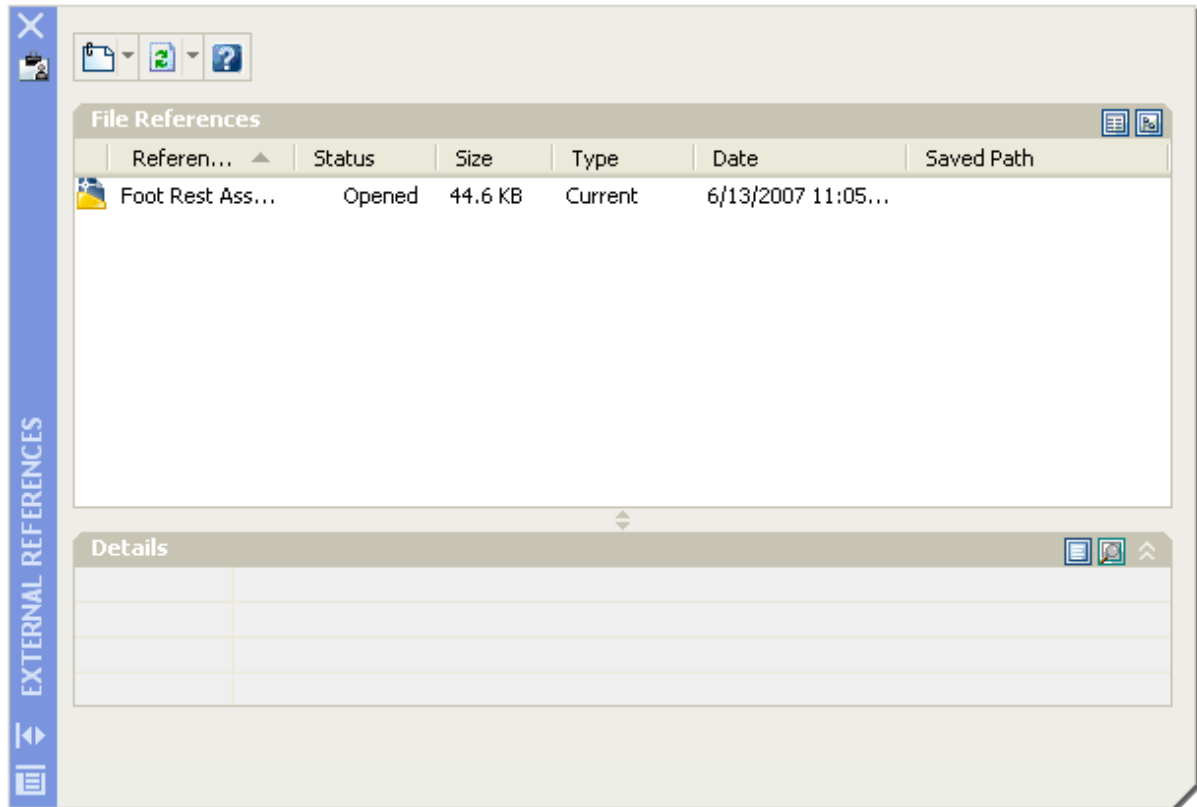 File References
Referen... Status Size Type Date Saved Path
Foot Rest Ass... Opened 44.6 KB Current 6/13/2007 11:05...
Details
EXTERNAL REFERENCES